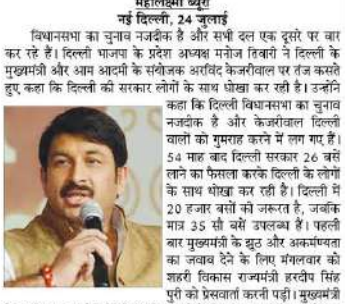 महालक्ष्मी ब्यूरो
नई दिल्ली, 24 जुलाई
विधानसभा का चुनाव नजदीक है और सभी दल एक दूसरे पर वार
कर रहे हैं। दिल्ली भाजपा के प्रदेश अध्यक्ष मनोज तिवारी ने दिल्ली के
मुख्यमंत्री और आम आदमी के संयोजक अरविंद केजरीवाल पर तंज कसते
हुए कहा कि दिल्ली की सरकार लोगों के साथ धोखा कर रही है। उन्होंने
कहा कि दिल्ली विधानसभा का चुनाव
नजदीक है और केजरीवाल दिल्ली
वालों को गुमराह करने में लग गए हैं।
54 माह बाद दिल्ली सरकार 26 बसें
लाने का फैसला करके दिल्ली के लोगों
के साथ धोखा कर रही है। दिल्ली में
20 हजार बसों को जरूरत है, जबकि
मात्र 35 सौ बसें उपलब्ध हैं। पहली
बार मुख्यमंत्री के झूठ और अकर्मण्यता
का जवाब देने के लिए मंगलवार को
शहरी विकास राज्यमंत्री हरदीप सिंह
पुरी को प्रेसवार्ता करनी पड़ी। मुख्यमंत्री